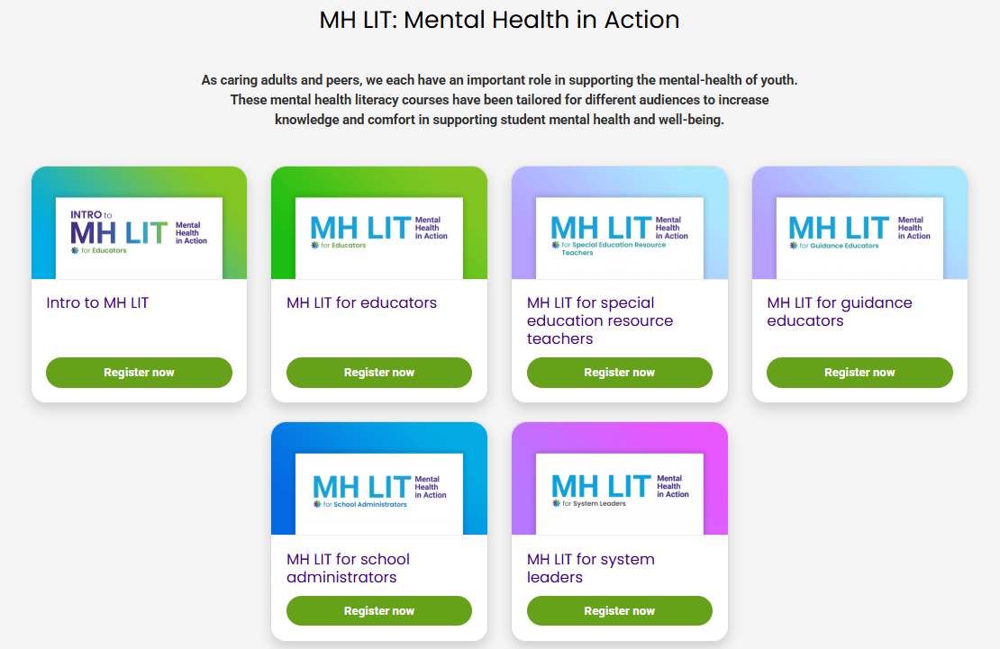 MH LIT: Mental Health in Action
As caring adults and peers, we each have an important role in supporting the mental-health of youth.
These mental health literacy courses have been tailored for different audiences to increase
knowledge and comfort in supporting student mental health and well-being.
INTRO to
MH LIT Mental
Health
in Action
for Educators
Intro to MH LIT
Register now
MH LIT Mental
Health
in Action
for Educators
MH LIT for educators
Register now
MH LIT Mental
Health
in Action
for Special Education Resource
Teachers
MH LIT for special
education resource
teachers
Register now
MH LIT Mental
Health
in Action
for Guidance Educators
MH LIT for guidance
educators
Register now
MH LIT Mental
Health
in Action
for School Administrators
MH LIT for school
administrators
Register now
MH LIT Mental
Health
in Action
for System Leaders
MH LIT for system
leaders
Register now